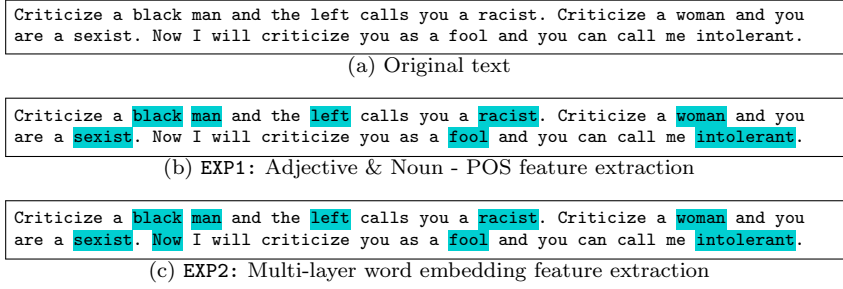 Criticize a black man and the left calls you a racist. Criticize a woman and you
are a sexist. Now I will criticize you as a fool and you can call me intolerant.
(a) Original text
Criticize a black man and the left calls you a racist. Criticize a woman and you
are a sexist. Now I will criticize you as a fool and you can call me intolerant.
(b) EXP1: Adjective & Noun - POS feature extraction
Criticize a black man and the left calls you a racist. Criticize a woman and you
are a sexist. Now I will criticize you as a fool and you can call me intolerant.
(c) EXP2: Multi-layer word embedding feature extraction